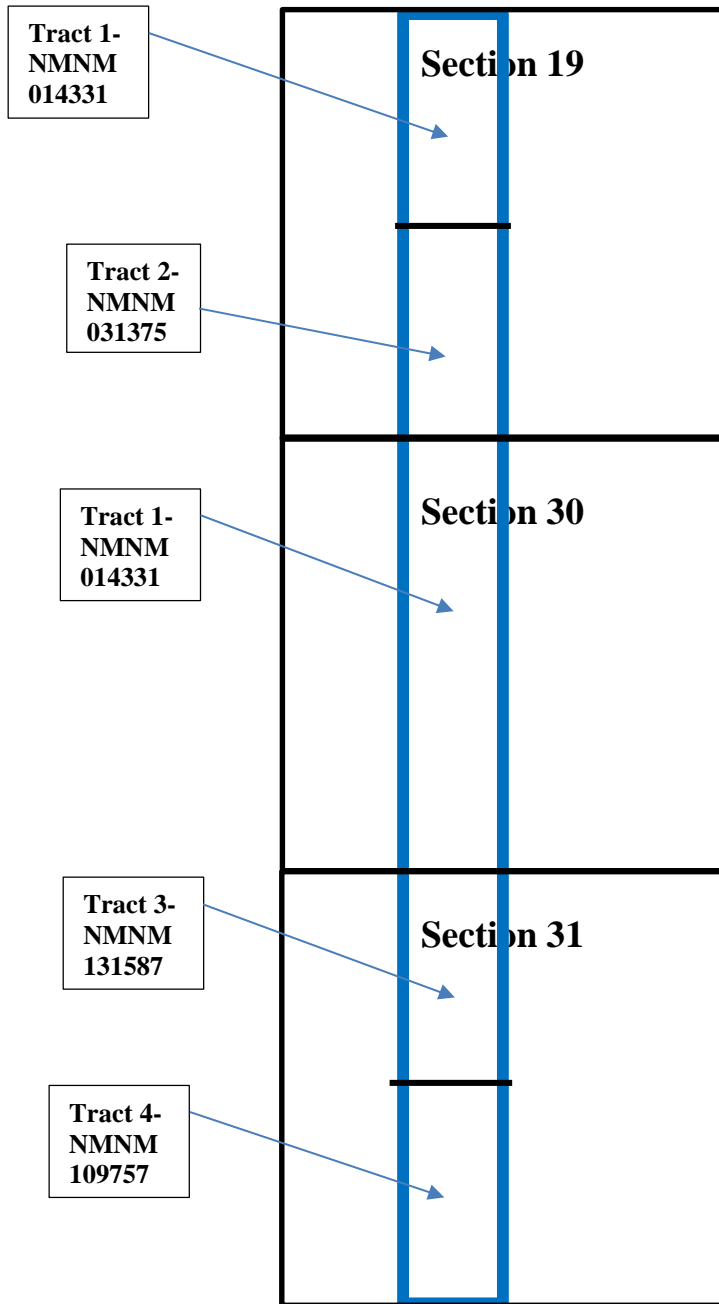 Tract 1-
NMNM
014331
Section 19
Tract 2-
NMNM
031375
Tract 1-
NMNM
014331
Section 30
Tract 3-
NMNM
131587
Section 31
Tract 4-
NMNM
109757